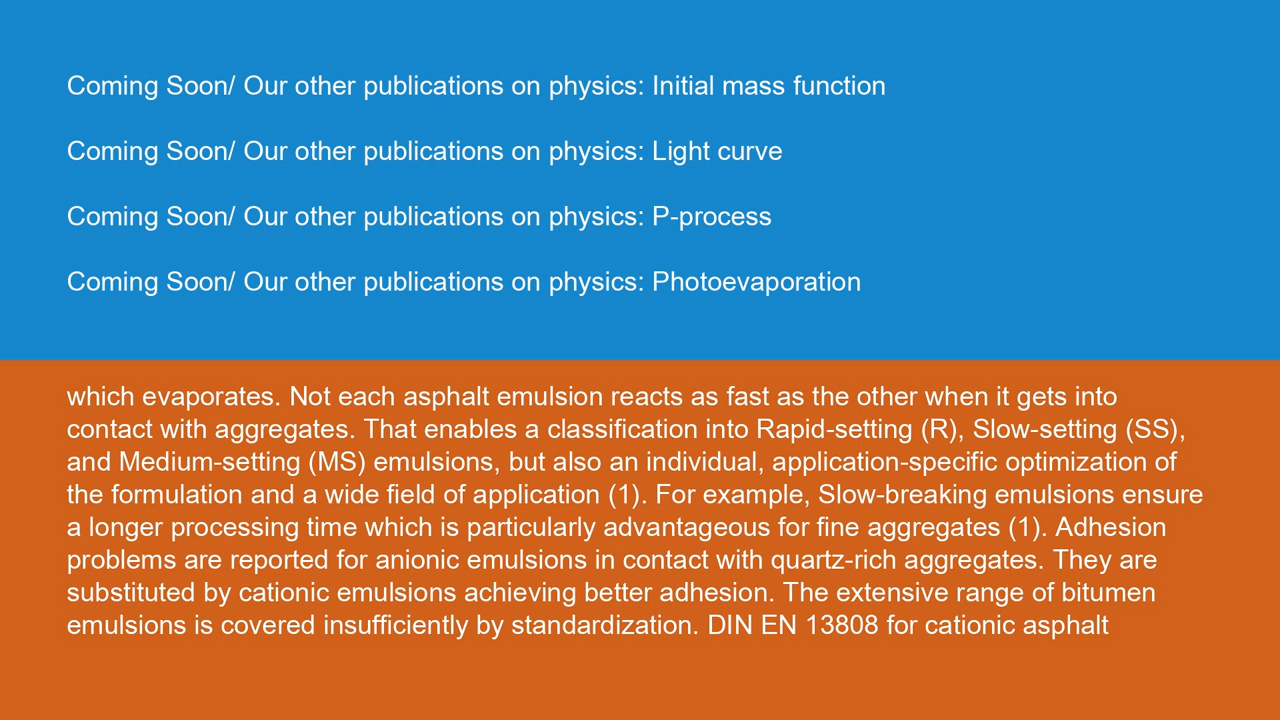 Coming Soon/ Our other publications on physics: Initial mass function
Coming Soon/ Our other publications on physics: Light curve
Coming Soon/ Our other publications on physics: P-process
Coming Soon/ Our other publications on physics: Photoevaporation
which evaporates. Not each asphalt emulsion reacts as fast as the other when it gets into
contact with aggregates. That enables a classification into Rapid-setting (R), Slow-setting (SS),
and Medium-setting (MS) emulsions, but also an individual, application-specific optimization of
the formulation and a wide field of application (1). For example, Slow-breaking emulsions ensure
a longer processing time which is particularly advantageous for fine aggregates (1). Adhesion
problems are reported for anionic emulsions in contact with quartz-rich aggregates. They are
substituted by cationic emulsions achieving better adhesion. The extensive range of bitumen
emulsions is covered insufficiently by standardization. DIN EN 13808 for cationic asphalt